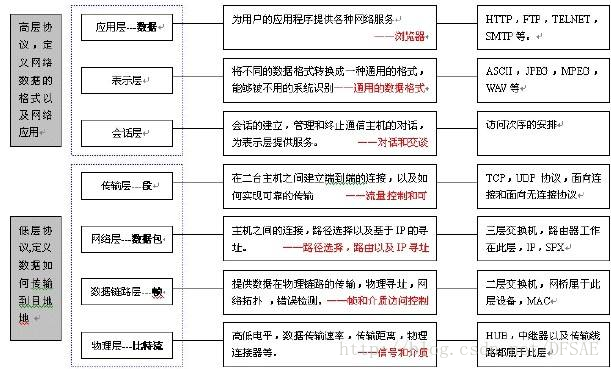 高层协
议，定
义网络
数据的
格式以
及网络
应用
应用层---数据
为用户的应用程序提供各种网络服务
——浏览器
HTTP，FTP，TELNET，
SMTP 等。
表示层
将不同的数据格式转换成一种通用的格式，
能够被不用的系统识别——通用的数据格式
ASCII，JPEG，MPEG，
WAV 等
会话层
会话的建立，管理和终止通信主机的对话，
为表示层提供服务。——对话和交谈
访问次序的安排
低层协
议,定义
数据如
何传输
到目地
地
传输层---段
在二台主机之间建立端到端的连接，以及如
何实现可靠的传输 ——流量控制和可
TCP，UDP 协议，面向连
接和面向无连接协议
网络层---数据包
主机之间的连接，路径选择以及基于 IP 的寻
址。 ——路径选择，路由以及 IP 寻址
三层交换机，路由器工作
在此层，IP，SPX
数据链路层---帧
提供数据在物理链路的传输，物理寻址，网
络拓扑，错误检测。——帧和介质访问控制
二层交换机，网桥属于此
层设备，MAC
物理层---比特流
高低电平，数据传输速率，传输距离，物理
连接器等。 ——信号和介质
HUB，中继器以及传输线
路都属于此层